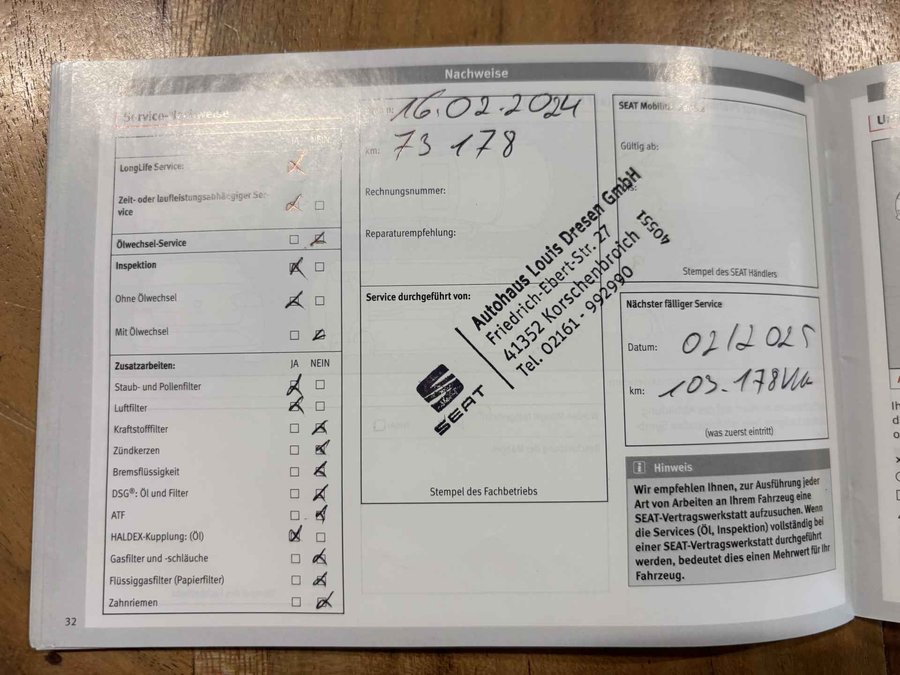 Nachweise
Service-Nachweise
LongLife Service:
Zeit- oder laufleistungsabhängiger Ser-
vice
Ölwechsel-Service
Inspektion
Ohne Ölwechsel
Mit Ölwechsel
Zusatzarbeiten: JA NEIN
Staub- und Pollenfilter
Luftfilter
Kraftstofffilter
Zündkerzen
Bremsflüssigkeit
DSG®: Öl und Filter
ATF
HALDEX-Kupplung: (Öl)
Gasfilter und -schläuche
Flüssiggasfilter (Papierfilter)
Zahnriemen
32
16.02.2024
km: 73 178
Rechnungsnummer:
Reparaturempfehlung:
Service durchgeführt von:
SEAT
Autohaus Louis Dresen GmbH
Friedrich-Ebert-Str. 27
41352 Korschenbroich
Tel. 02161 - 992990
40551
Stempel des Fachbetriebs
SEAT
Gültig ab:
Stempel des SEAT Händlers
Nächster fälliger Service
Datum: 02/2025
km: 103.178 km
(was zuerst eintritt)
i Hinweis
Wir empfehlen Ihnen, zur Ausführung jeder
Art von Arbeiten an Ihrem Fahrzeug eine
SEAT-Vertragswerkstatt aufzusuchen. Wenn
die Services (Öl, Inspektion) vollständig bei
einer SEAT-Vertragswerkstatt durchgeführt
werden, bedeutet dies einen Mehrwert für Ihr
Fahrzeug.